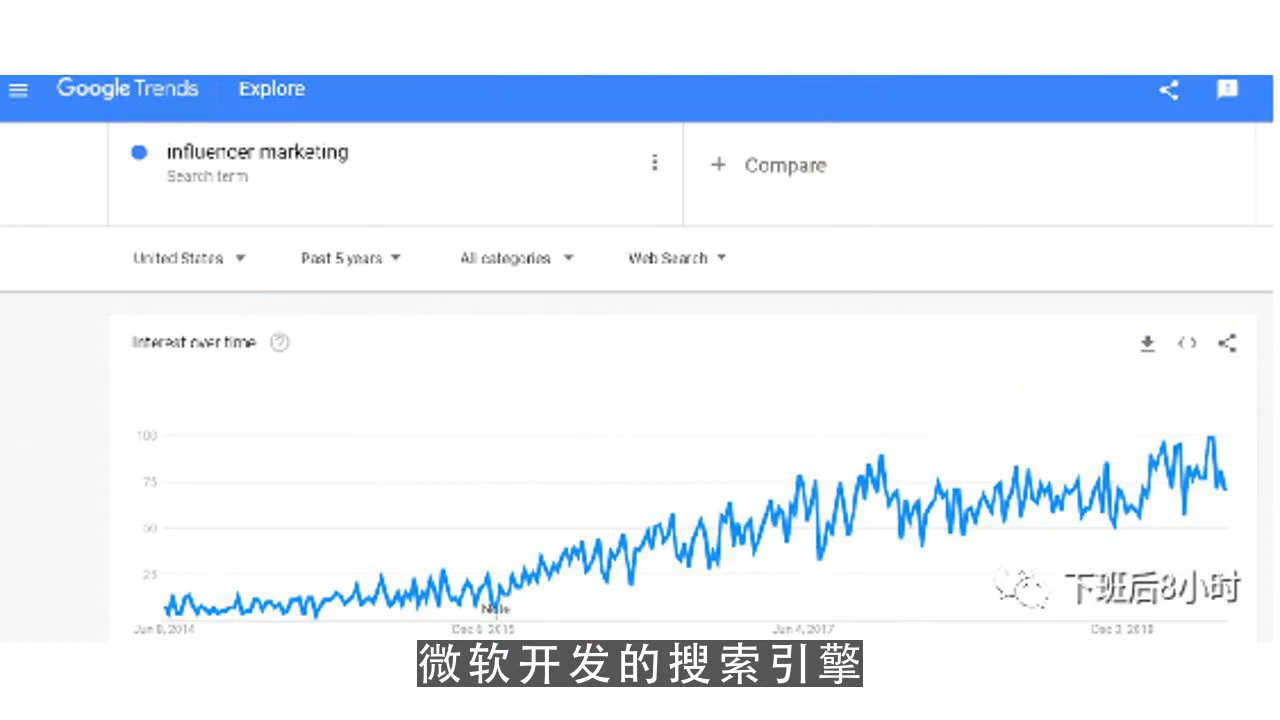 Google Trends Explore
influencer marketing
Search term
+ Compare
United States Past 5 years All categories Web Search
Interest over time
100
75
50
25
Note
Jun 8, 2014 Dec 6, 2015 Jun 4, 2017 Dec 2, 2018
下班后8小时
微软开发的搜索引擎